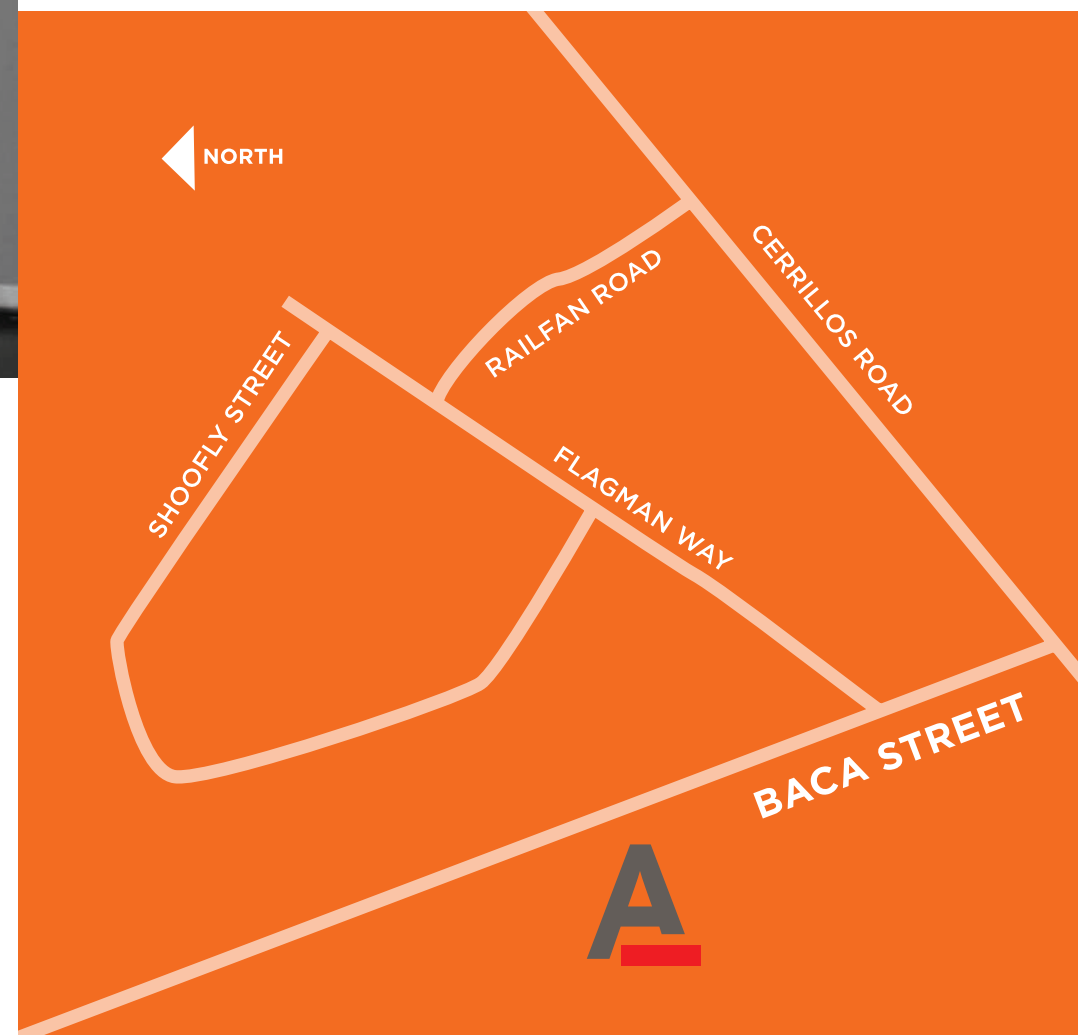 NORTH
CERRILLOS ROAD
RAILFAN ROAD
SHOOFLY STREET
FLAGMAN WAY
BACA STREET
A